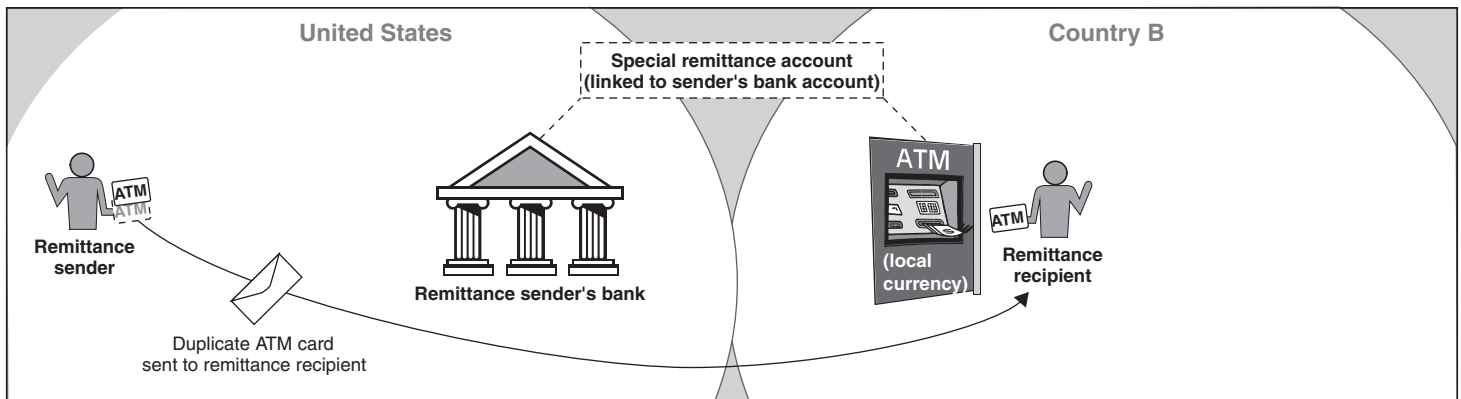 United States
Country B
Special remittance account
(linked to sender's bank account)
ATM
ATM
Remittance
sender
Remittance sender's bank
Duplicate ATM card
sent to remittance recipient
ATM
(local
currency)
ATM
Remittance
recipient